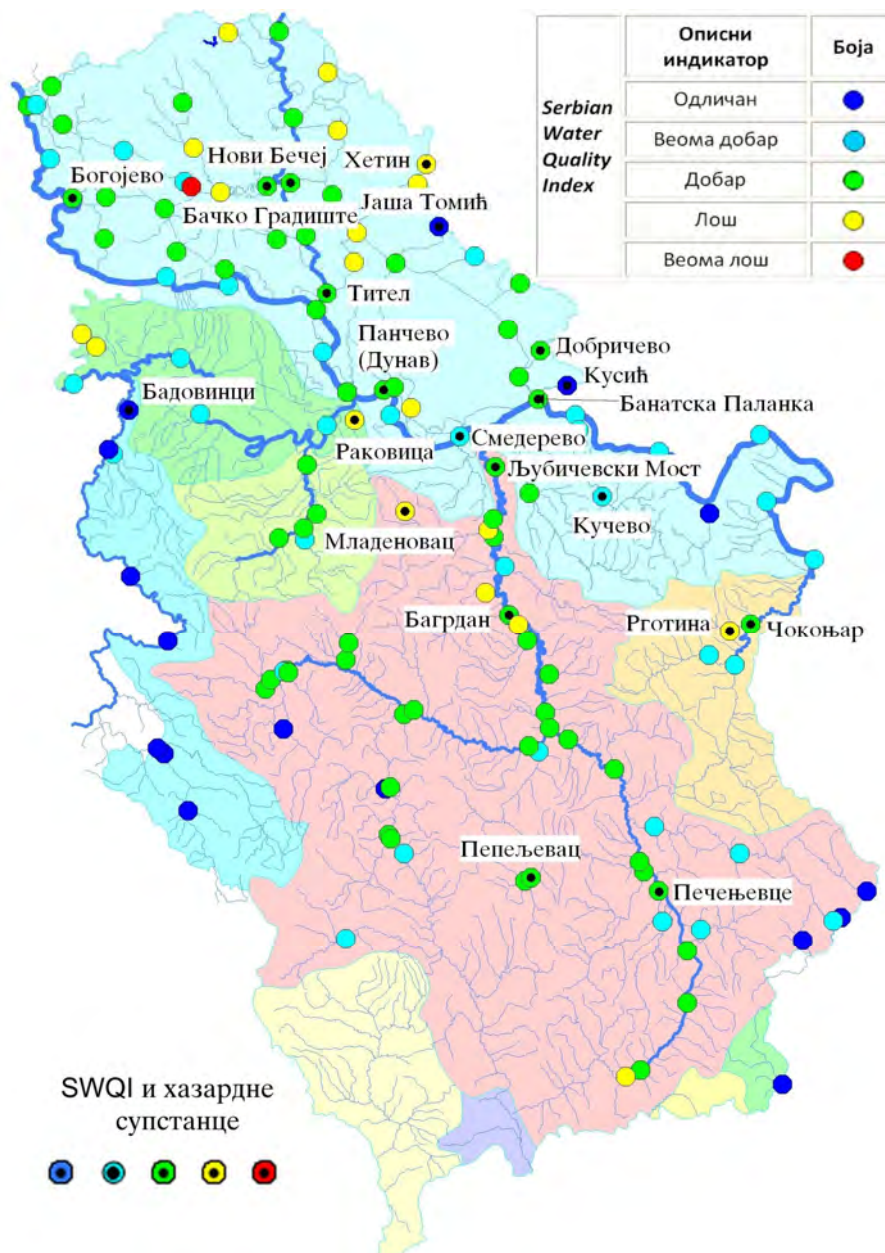 Serbian
Water
Quality
Index
Описни
индикатор
Боја
Одличан
Веома добар
Добар
Лош
Веома лош
Нови Бечеј
Хетин
Богојево
Јаша Томић
Бачко Градиште
Тител
Панчево
(Дунав)
Добричево
Кусић
Бадовинци
Банатска Паланка
Раковица
Смедерево
Љубичевски Мост
Кучево
Младеновац
Багрдан
Рготина
Чокоњар
Пепељевац
Печењевце
SWQI и хазардне
супстанце